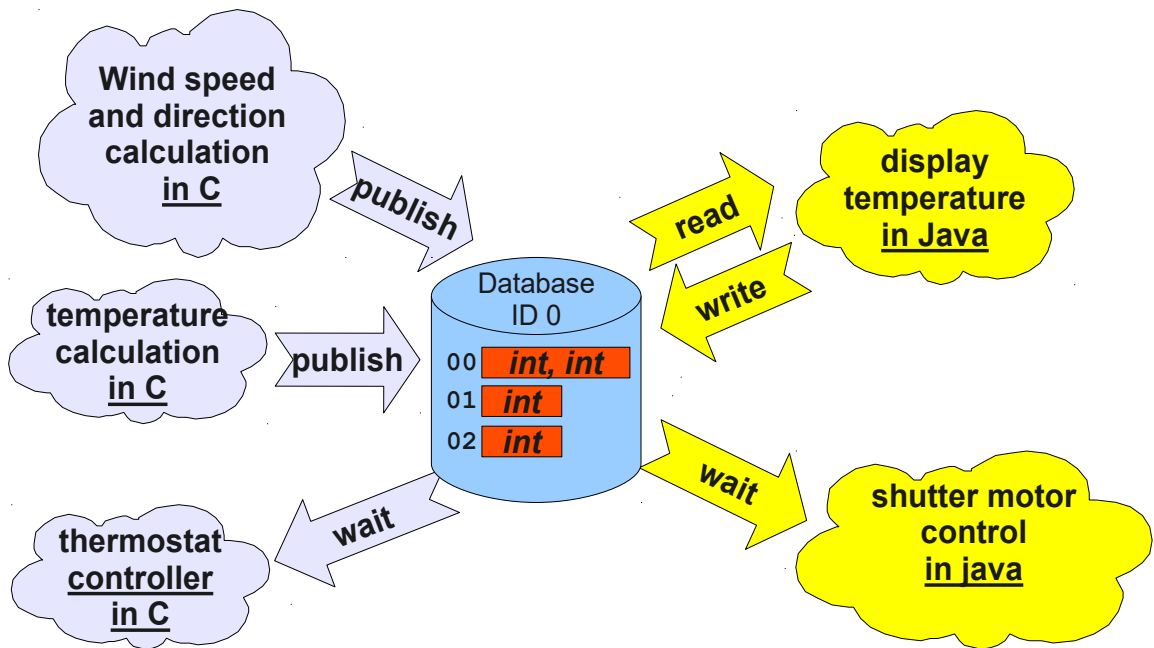 Wind speed
and direction
calculation
in C
publish
temperature
calculation
in C
publish
thermostat
controller
in C
wait
Database
ID 0
00 int, int
01 int
02 int
read
write
display
temperature
in Java
wait
shutter motor
control
in java